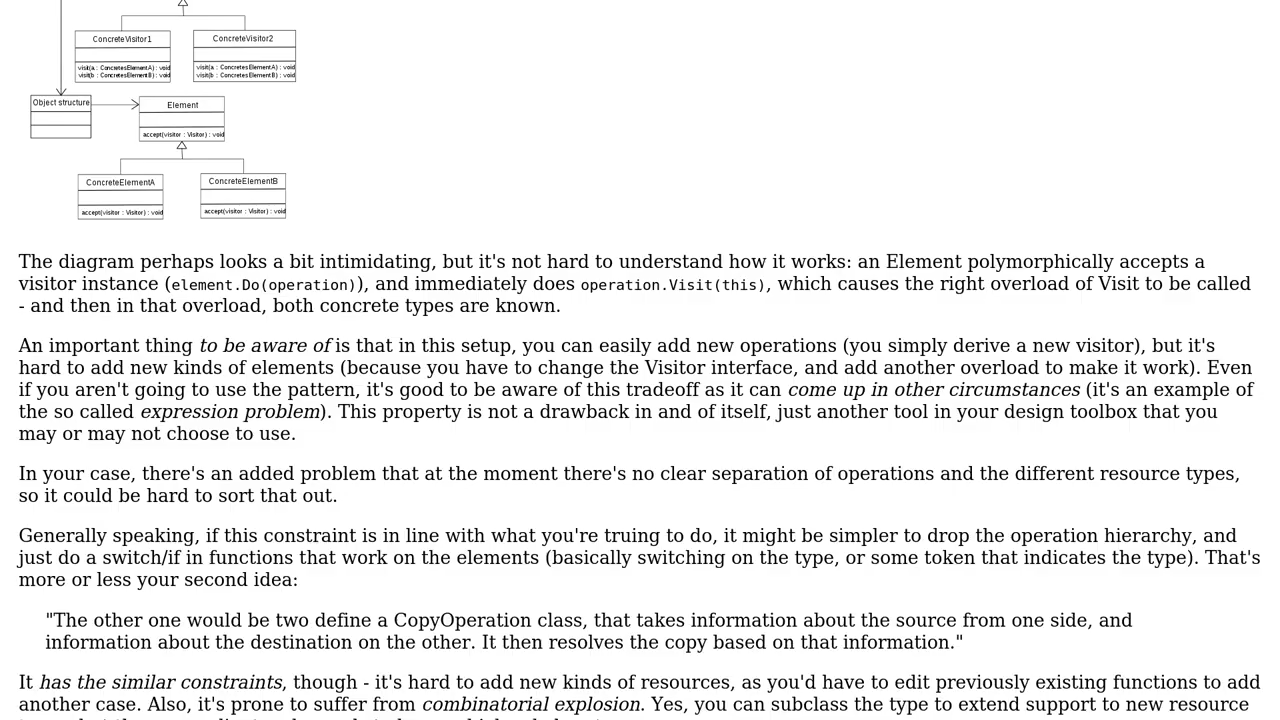 ConcreteVisitor1
ConcreteVisitor2
visit(a : ConcretesElementA) : void
visit(b : ConcretesElementB) : void
visit(a : ConcretesElementA) : void
visit(b : ConcretesElementB) : void
Object structure
Element
accept(visitor : Visitor) : void
ConcreteElementA
ConcreteElementB
accept(visitor : Visitor) : void
accept(visitor : Visitor) : void
The diagram perhaps looks a bit intimidating, but it's not hard to understand how it works: an Element polymorphically accepts a
visitor instance (element.Do(operation)), and immediately does operation.Visit(this), which causes the right overload of Visit to be called
- and then in that overload, both concrete types are known.
An important thing to be aware of is that in this setup, you can easily add new operations (you simply derive a new visitor), but it's
hard to add new kinds of elements (because you have to change the Visitor interface, and add another overload to make it work). Even
if you aren't going to use the pattern, it's good to be aware of this tradeoff as it can come up in other circumstances (it's an example of
the so called expression problem). This property is not a drawback in and of itself, just another tool in your design toolbox that you
may or may not choose to use.
In your case, there's an added problem that at the moment there's no clear separation of operations and the different resource types,
so it could be hard to sort that out.
Generally speaking, if this constraint is in line with what you're truing to do, it might be simpler to drop the operation hierarchy, and
just do a switch/if in functions that work on the elements (basically switching on the type, or some token that indicates the type). That's
more or less your second idea:
"The other one would be two define a CopyOperation class, that takes information about the source from one side, and
information about the destination on the other. It then resolves the copy based on that information."
It has the similar constraints, though - it's hard to add new kinds of resources, as you'd have to edit previously existing functions to add
another case. Also, it's prone to suffer from combinatorial explosion. Yes, you can subclass the type to extend support to new resource